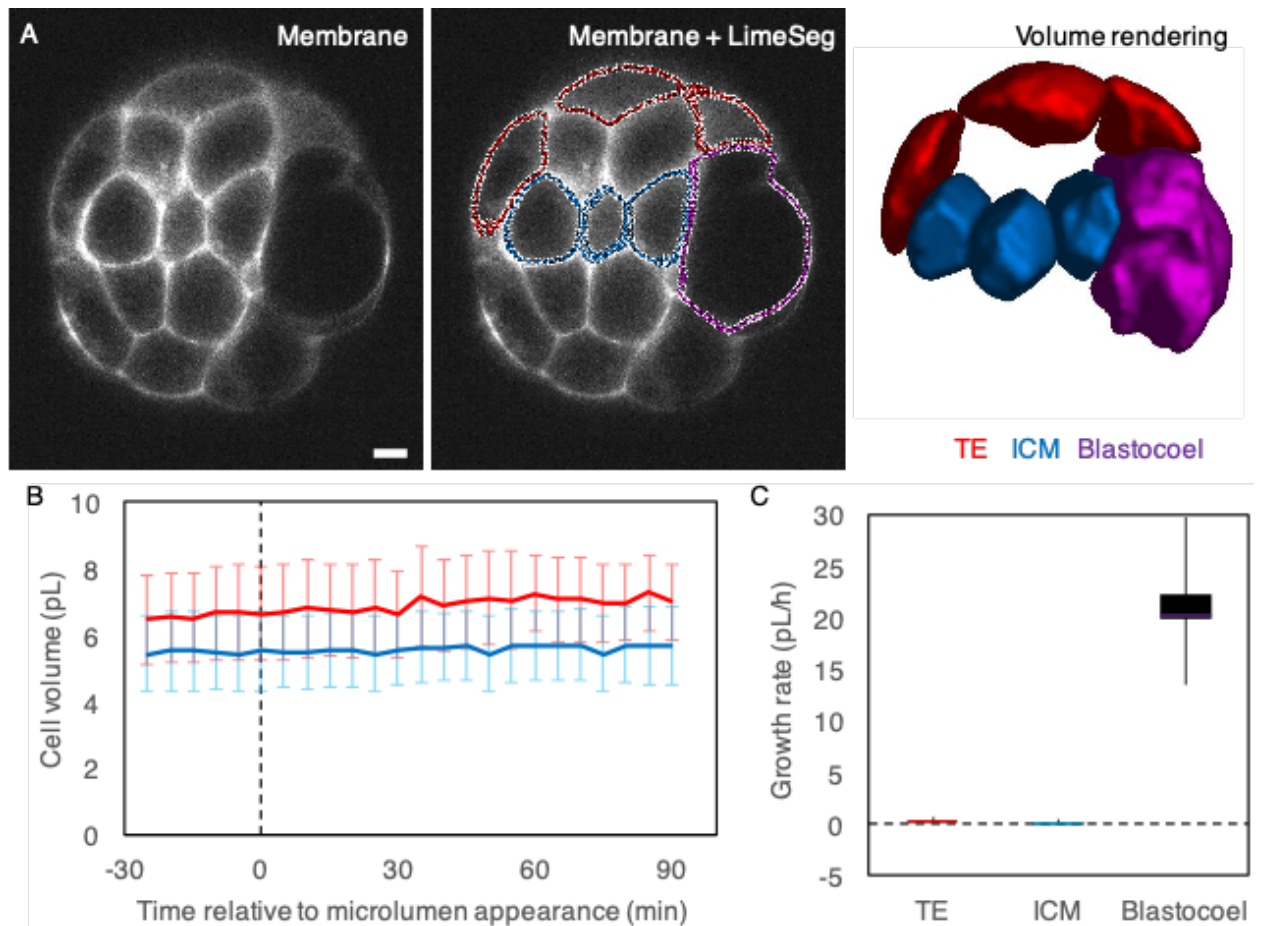 A
Membrane
Membrane + LimeSeg
Volume rendering
TE ICM Blastocoel
B
Cell volume (pL)
10
8
6
4
2
0
-30 0 30 60 90
Time relative to microlumen appearance (min)
C
Growth rate (pL/h)
30
25
20
15
10
5
0
-5
TE ICM Blastocoel